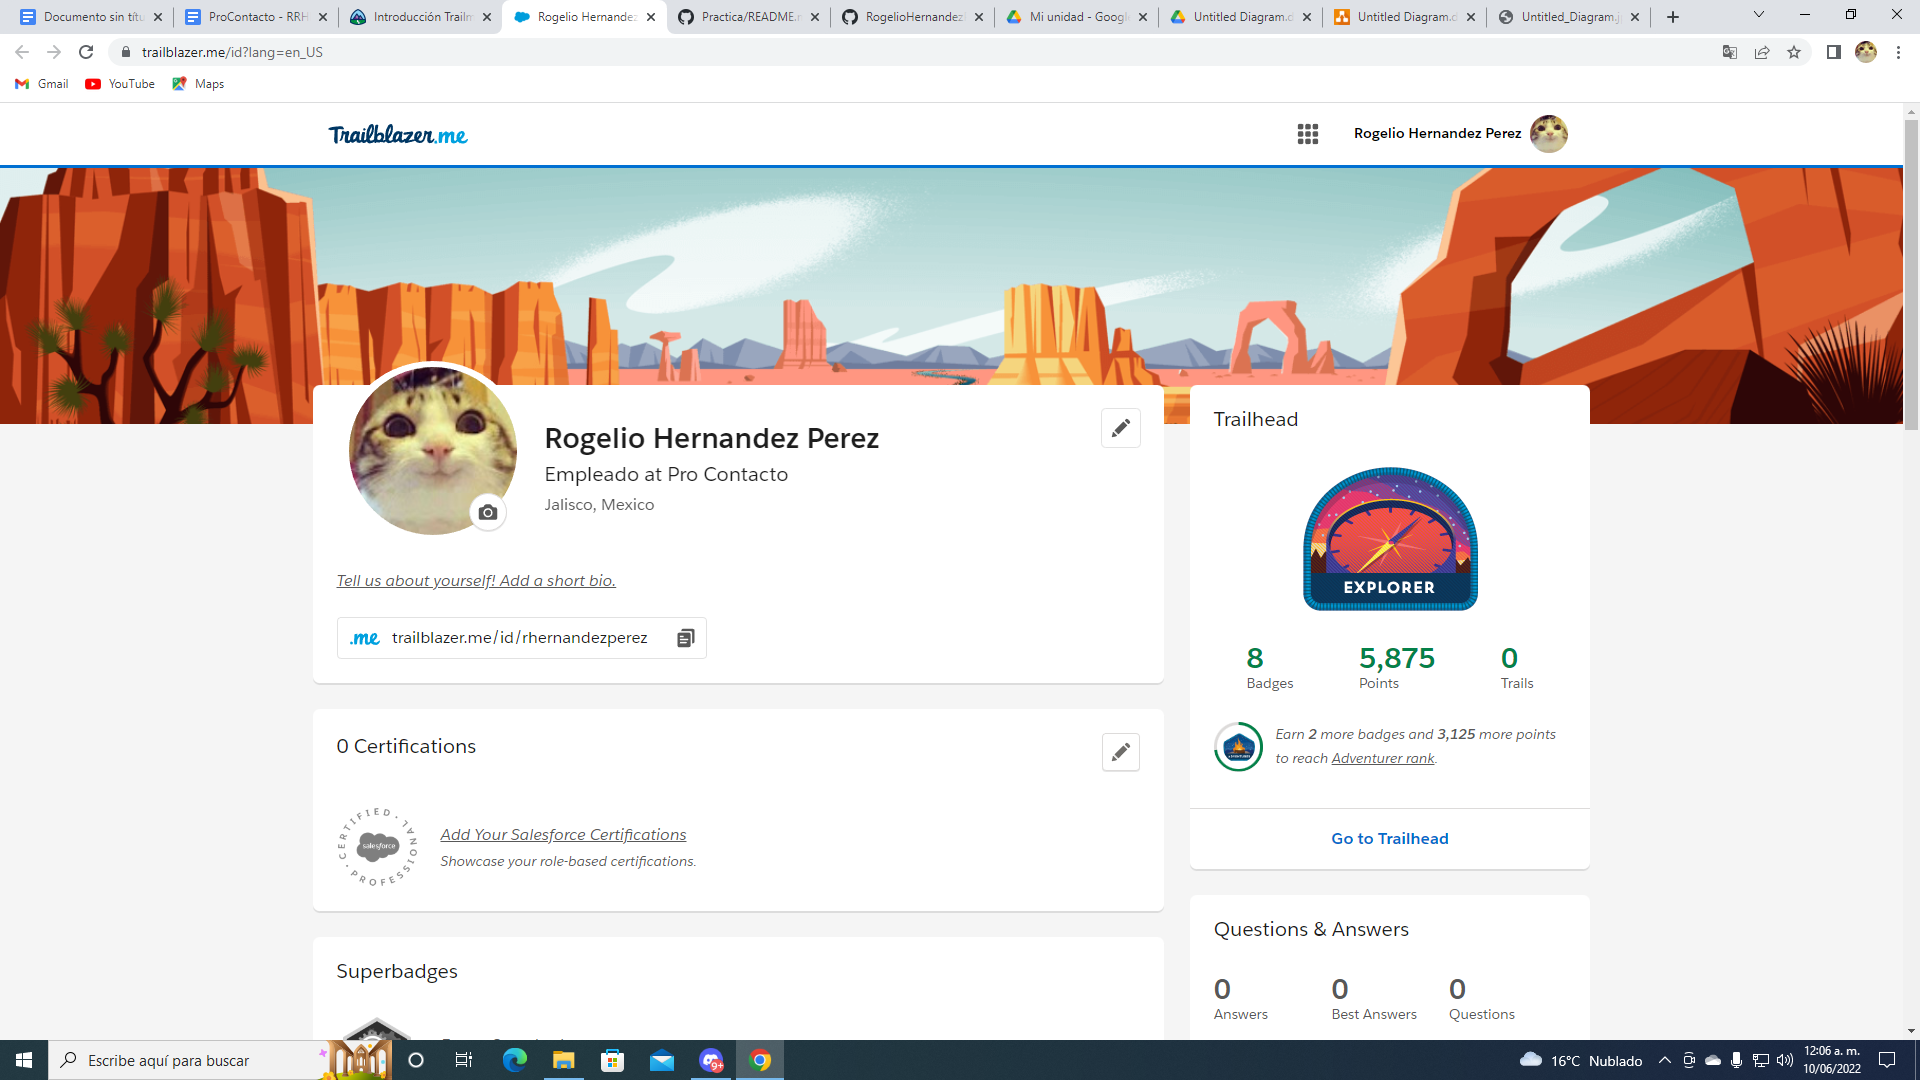 Documento sin títu
ProContacto - RRH
Introducción Trailm
Rogelio Hernandez
Practica/README.m
RogelioHernandez
Mi unidad - Googl
Untitled Diagram.d
Untitled Diagram.d
Untitled_Diagram.j
trailblazer.me/id?lang=en_US
Gmail
YouTube
Maps
Trailblazer.me
Rogelio Hernandez Perez
Rogelio Hernandez Perez
Empleado at Pro Contacto
Jalisco, Mexico
Tell us about yourself! Add a short bio.
.me trailblazer.me/id/rhernandezperez
0 Certifications
CERTIFIED PROFESSIONAL
salesforce
Add Your Salesforce Certifications
Showcase your role-based certifications.
Superbadges
Trailhead
EXPLORER
8 5,875 0
Badges Points Trails
Earn 2 more badges and 3,125 more points
to reach Adventurer rank.
Go to Trailhead
Questions & Answers
0 0 0
Answers Best Answers Questions
Escribe aquí para buscar
9+
16°C Nublado
12:06 a. m.
10/06/2022